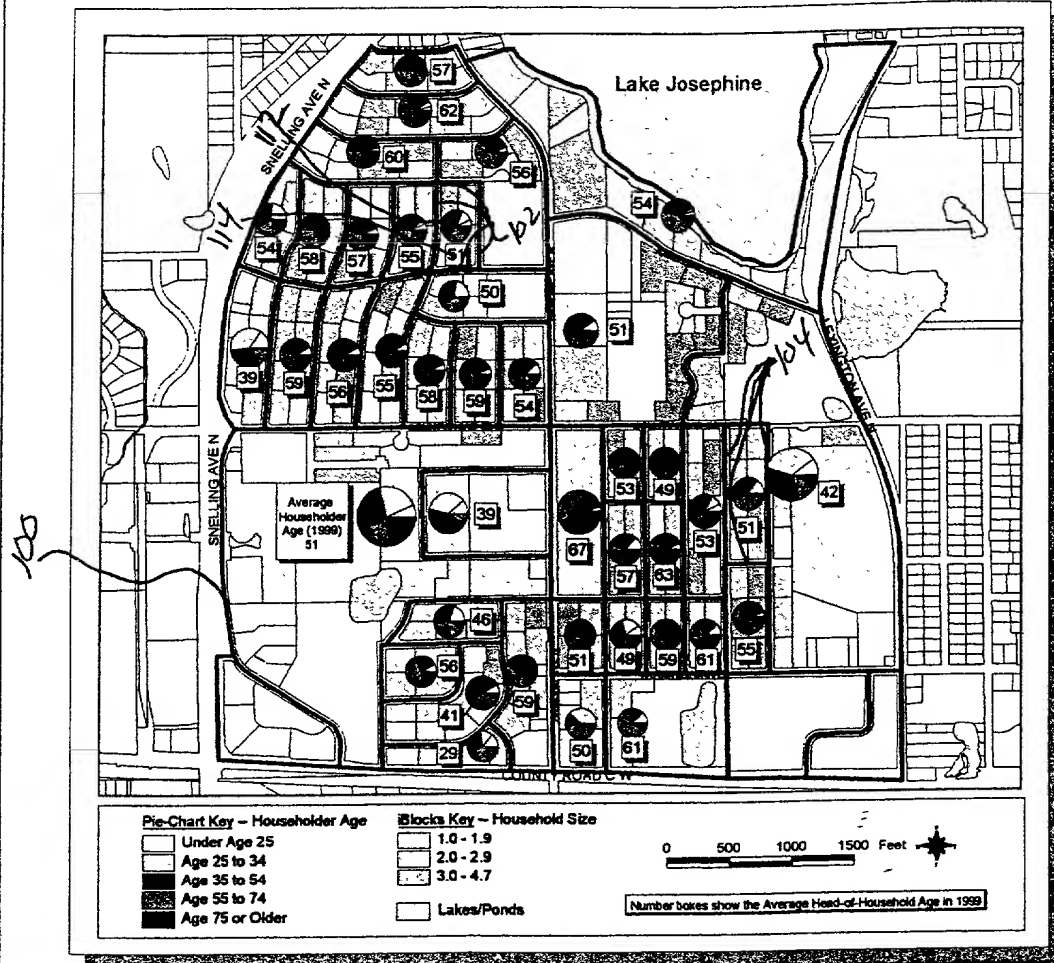 Lake Josephine
SNELLING AVE N
112
57
62
60
56
54
114
102
54
58
57
55
51
50
51
39
59
56
55
58
59
54
104
LEXINGTON AVE N
SNELLING AVE N
Average
Householder
Age (1999)
51
39
67
53
49
53
51
42
57
63
100
46
51
49
59
61
55
56
59
41
29
50
61
COUNTY ROAD C W
Pie-Chart Key – Householder Age
Under Age 25
Age 25 to 34
Age 35 to 54
Age 55 to 74
Age 75 or Older
iBlocks Key – Household Size
1.0 - 1.9
2.0 - 2.9
3.0 - 4.7
Lakes/Ponds
0 500 1000 1500 Feet
Number boxes show the Average Head-of-Household Age in 1999